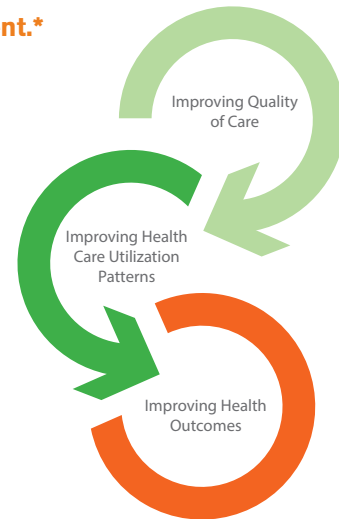 nt.*
Improving Quality
of Care
Improving Health
Care Utilization
Patterns
Improving Health
Outcomes